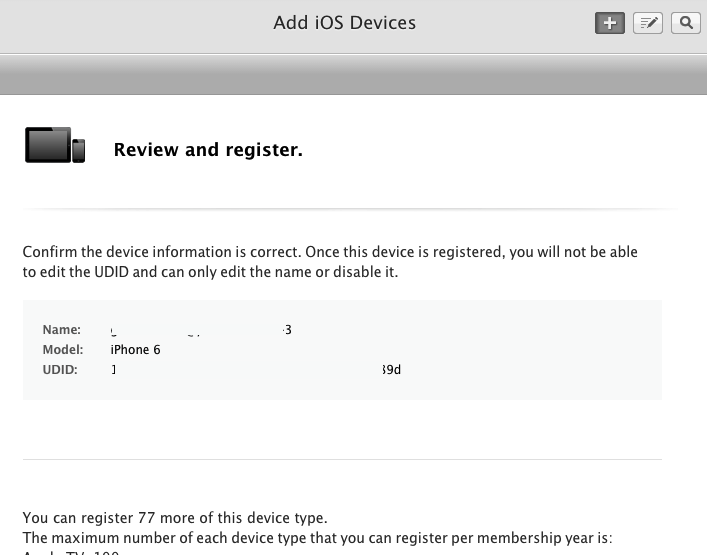 Add iOS Devices
Review and register.
Confirm the device information is correct. Once this device is registered, you will not be able
to edit the UDID and can only edit the name or disable it.
Name: 3
Model: iPhone 6
UDID: 39d
You can register 77 more of this device type.
The maximum number of each device type that you can register per membership year is: